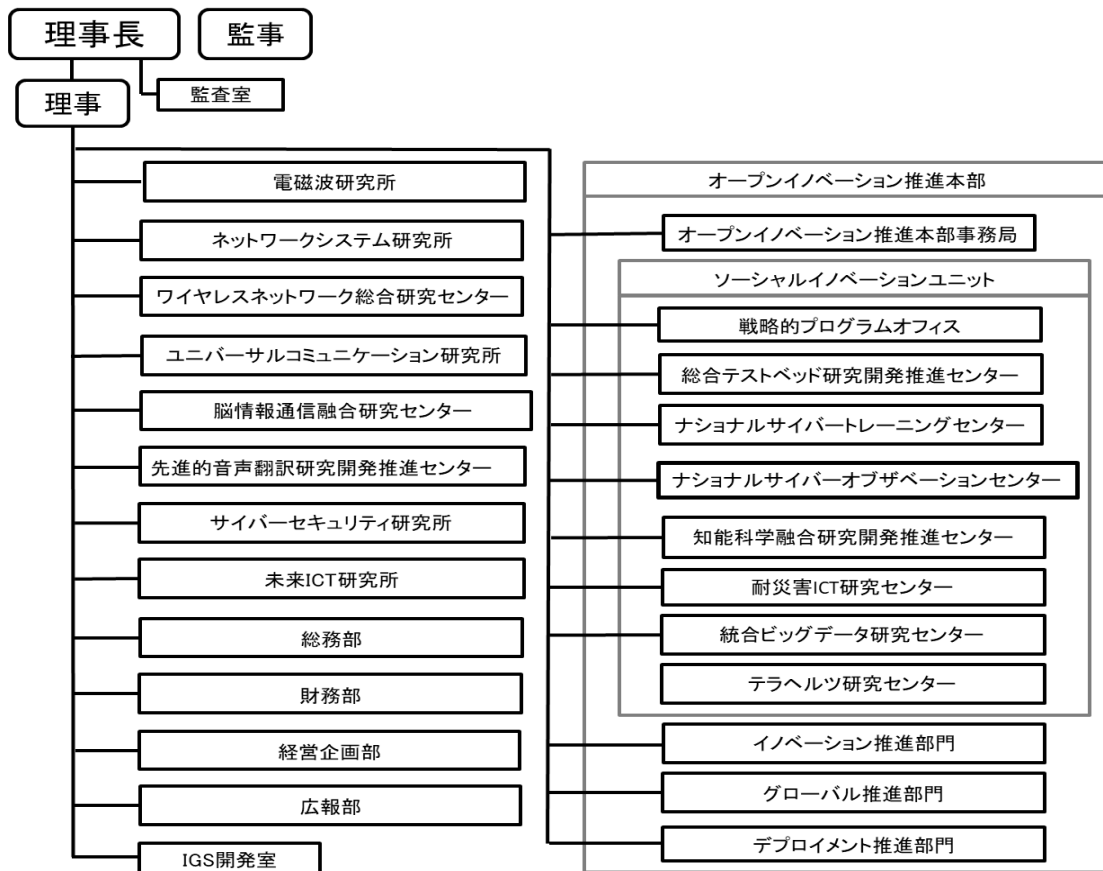 理事長
監事
理事
監査室
電磁波研究所
ネットワークシステム研究所
ワイヤレスネットワーク総合研究センター
ユニバーサルコミュニケーション研究所
脳情報通信融合研究センター
先進的音声翻訳研究開発推進センター
サイバーセキュリティ研究所
未来ICT研究所
総務部
財務部
経営企画部
広報部
IGS開発室
オープンイノベーション推進本部
オープンイノベーション推進本部事務局
ソーシャルイノベーションユニット
戦略的プログラムオフィス
総合テストベッド研究開発推進センター
ナショナルサイバートレーニングセンター
ナショナルサイバーオブザベーションセンター
知能科学融合研究開発推進センター
耐災害ICT研究センター
統合ビッグデータ研究センター
テラヘルツ研究センター
イノベーション推進部門
グローバル推進部門
デプロイメント推進部門